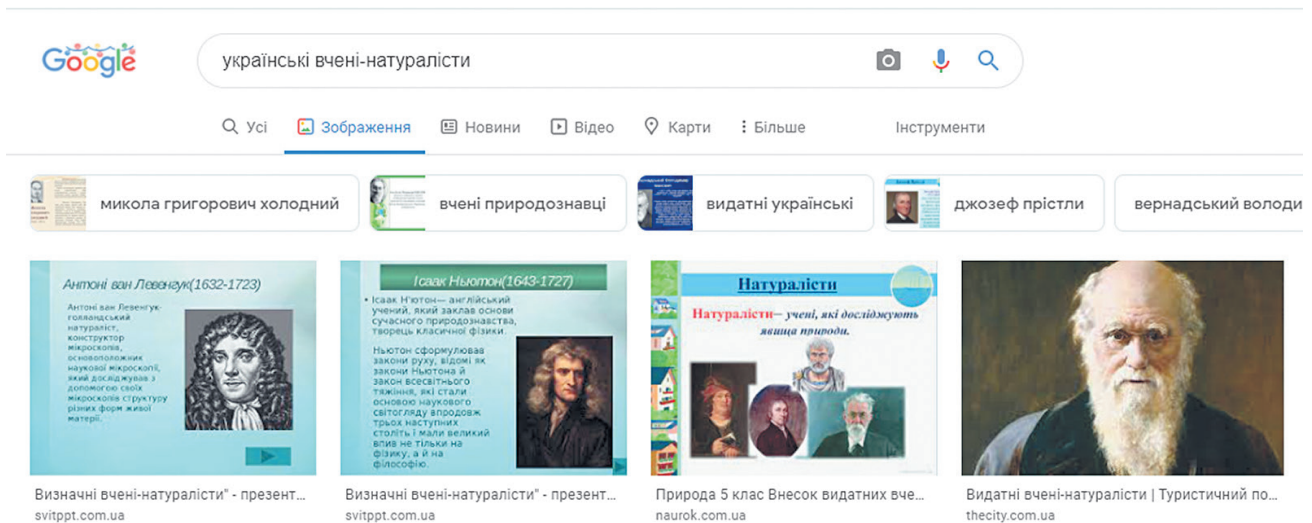 Google
українські вчені-натуралісти
Усі Зображення Новини Відео Карти Більше Інструменти
микола григорович холодний
вчені природознавці
видатні українські
джозеф прістлі
вернадський володи
Антоні ван Левенгук(1632-1723)
Антоні ван Левенгук-
голландський
натураліст,
конструктор
мікроскопів,
основоположник
наукової мікроскопії,
який досліджував з
допомогою своїх
мікроскопів структуру
різних форм живої
матерії.
Ісаак Ньютон(1643-1727)
• Ісаак Н'ютон— англійський
учений, який заклав основи
сучасного природознавства,
творець класичної фізики.
Ньютон сформулював
закони руху, відомі як
закони Ньютона й
закон всесвітнього
тяжіння, які стали
основою наукового
світогляду впродовж
трьох наступних
століть і мали великий
вплив не тільки на
фізику, а й на
філософію.
Натуралісти
Натуралісти— учені, які досліджують
явища природи.
Визначні вчені-натуралісти" - презент...
svitppt.com.ua
Визначні вчені-натуралісти" - презент...
svitppt.com.ua
Природа 5 клас Внесок видатних вче...
naurok.com.ua
Видатні вчені-натуралісти | Туристичний по...
thecity.com.ua